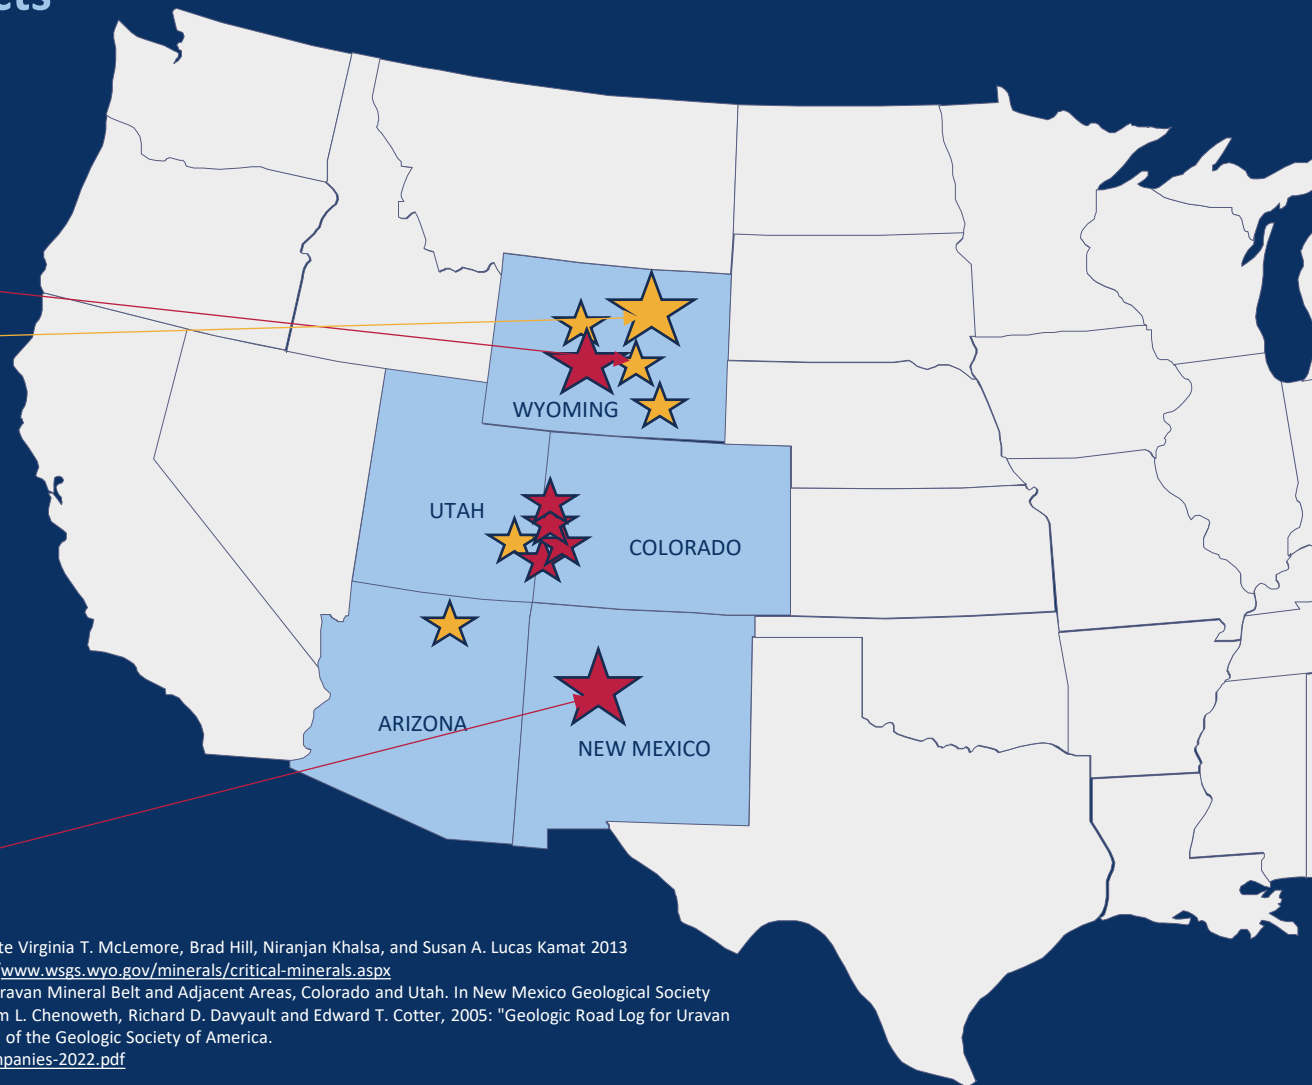 WYOMING
UTAH
COLORADO
ARIZONA
NEW MEXICO
Virginia T. McLemore, Brad Hill, Niranjan Khalsa, and Susan A. Lucas Kamat 2013
/www.wsgs.wyo.gov/minerals/critical-minerals.aspx
ravan Mineral Belt and Adjacent Areas, Colorado and Utah. In New Mexico Geological Society
m L. Chenoweth, Richard D. Davyault and Edward T. Cotter, 2005: "Geologic Road Log for Uravan
of the Geologic Society of America.
mpanies-2022.pdf